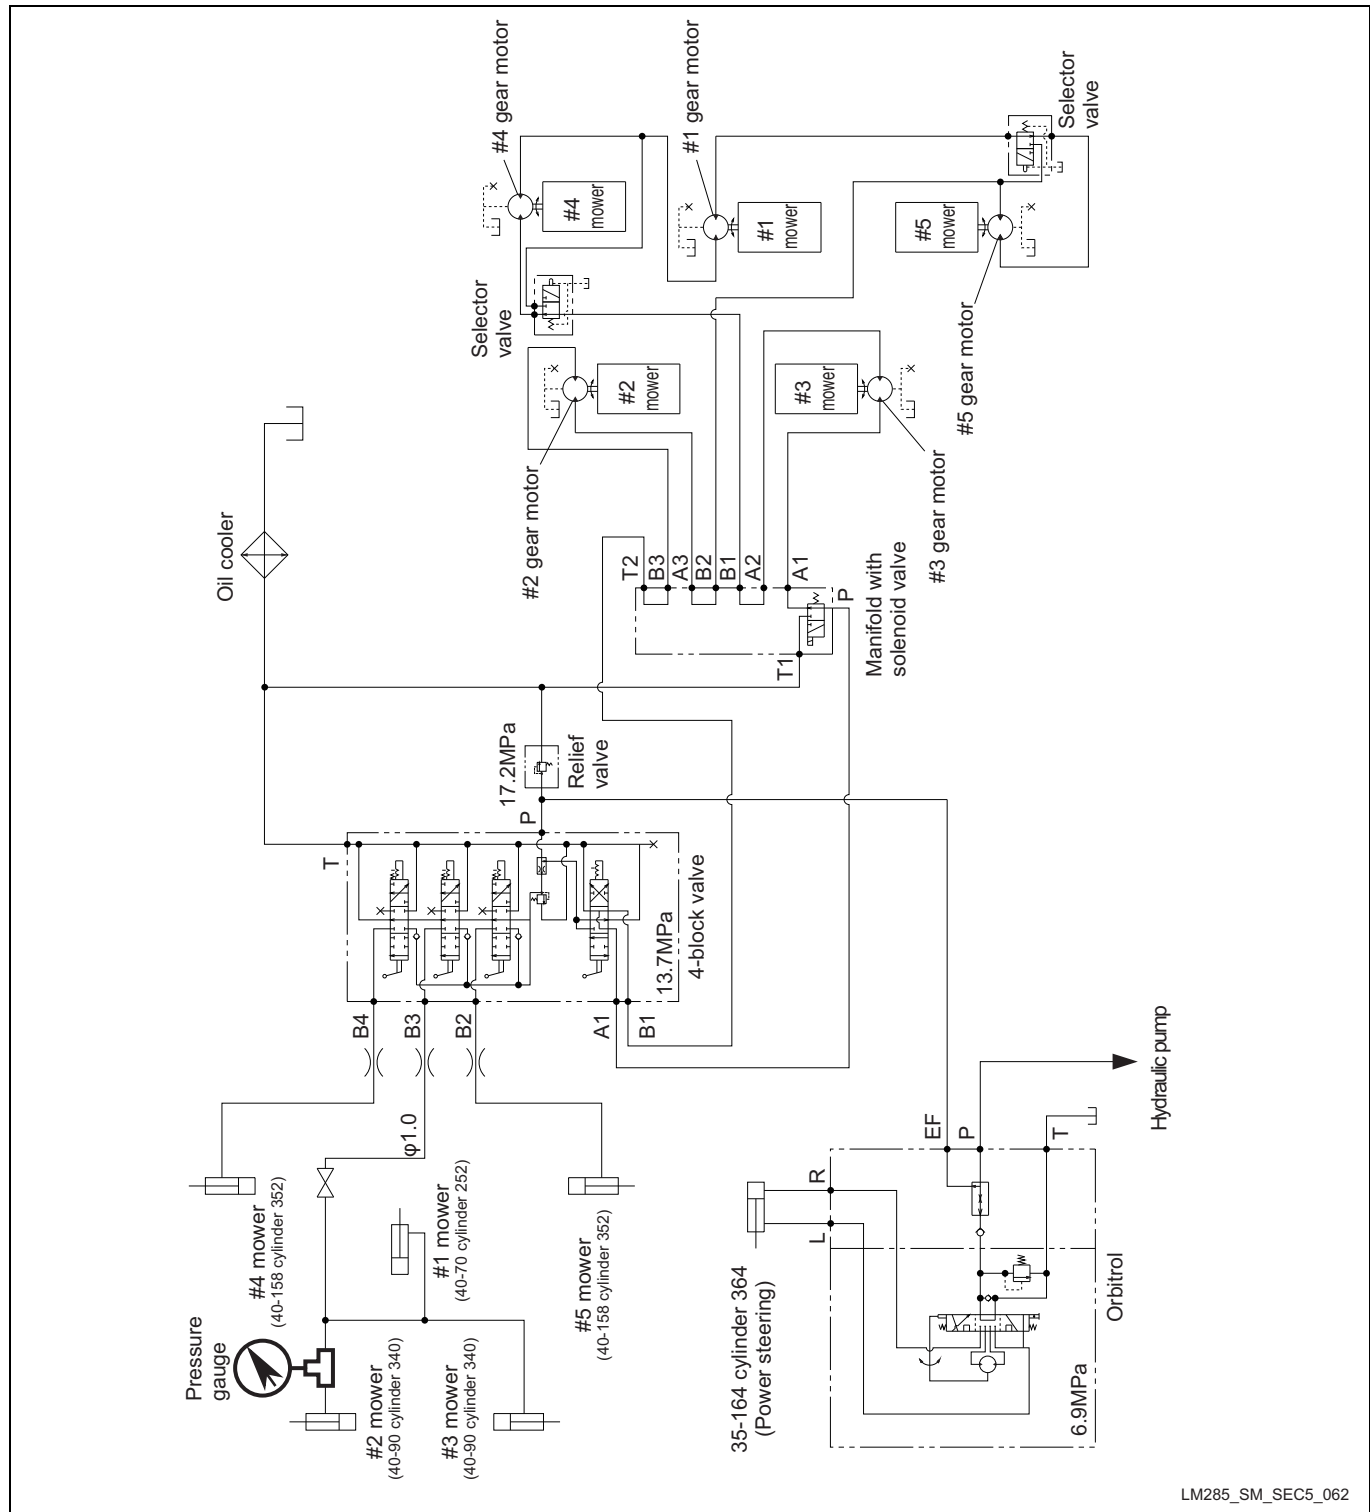 #4 gear motor
#1 gear motor
Selector
valve
#4
mower
#1
mower
#5
mower
Selector
valve
#2
mower
#3
mower
#5 gear motor
#2 gear motor
#3 gear motor
Oil cooler
T2
B3
A3
B2
B1
A2
A1
P
T1
Manifold with
solenoid valve
17.2MPa
Relief
valve
P
T
13.7MPa
4-block valve
B4
B3
B2
A1
B1
φ1.0
#4 mower
(40-158 cylinder 352)
#1 mower
(40-70 cylinder 252)
#5 mower
(40-158 cylinder 352)
Pressure
gauge
#2 mower
(40-90 cylinder 340)
#3 mower
(40-90 cylinder 340)
EF
P
T
Hydraulic pump
R
L
35-164 cylinder 364
(Power steering)
Orbitrol
6.9MPa
LM285_SM_SEC5_062